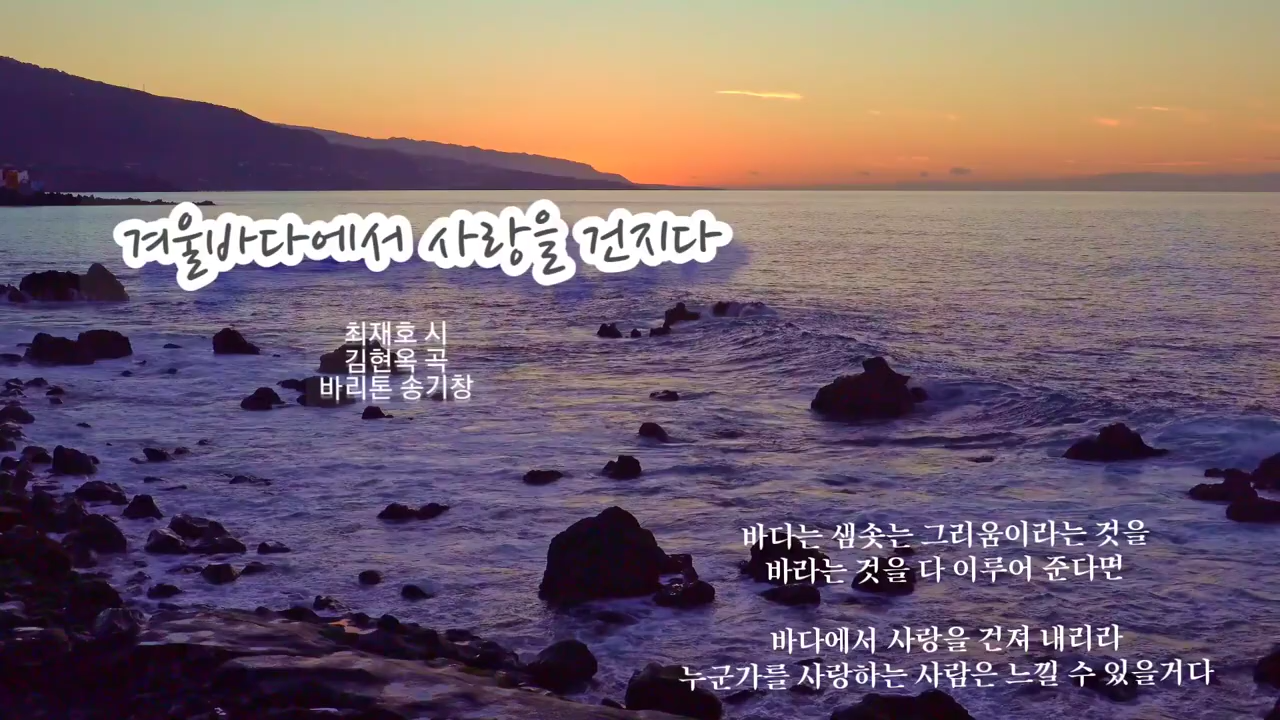 겨울바다에서 사랑을 건지다
최재호 시
김현옥 곡
바리톤 송기창
바다는 샘솟는 그리움이라는 것을
바라는 것을 다 이루어 준다면
바다에서 사랑을 건져 내리라
누군가를 사랑하는 사람은 느낄 수 있을거다